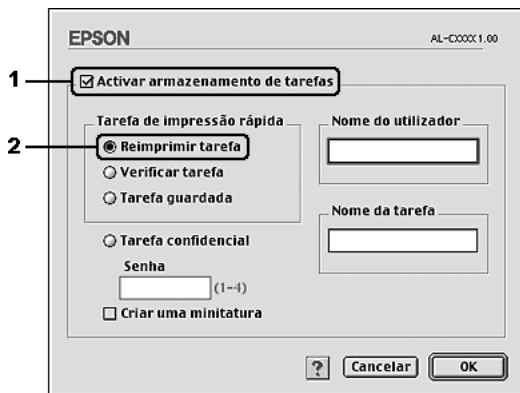 EPSON
AL-CXXXX 1.00
1
Activar armazenamento de tarefas
Tarefa de impressão rápida
2
Reimprimir tarefa
Verificar tarefa
Tarefa guardada
Tarefa confidencial
Senha
(1-4)
Criar uma minitatura
Nome do utilizador
Nome da tarefa
?
Cancelar
OK